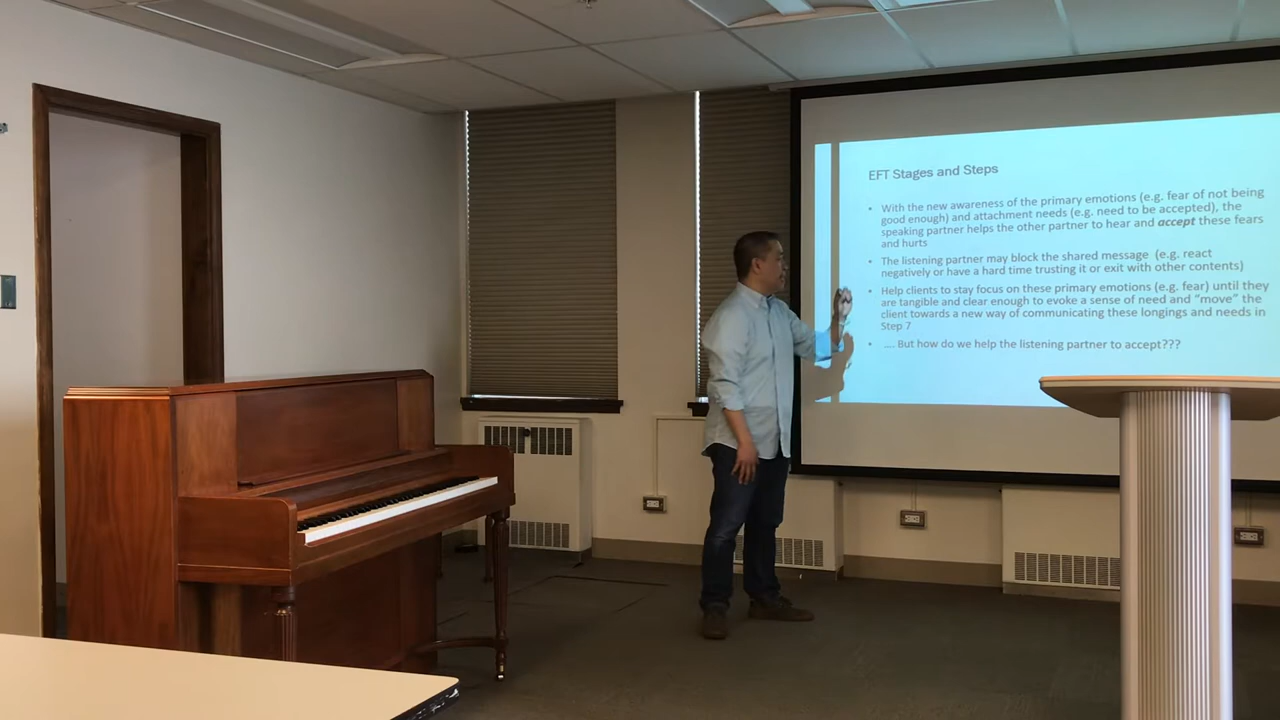 EFT Stages and Steps
• With the new awareness of the primary emotions (e.g. fear of not being
good enough) and attachment needs (e.g. need to be accepted), the
speaking partner helps the other partner to hear and accept these fears
and hurts
• The listening partner may block the shared message (e.g. react
negatively or have a hard time trusting it or exit with other contents)
• Help clients to stay focus on these primary emotions (e.g. fear) until they
are tangible and clear enough to evoke a sense of need and “move” the
client towards a new way of communicating these longings and needs in
Step 7
• .... But how do we help the listening partner to accept???